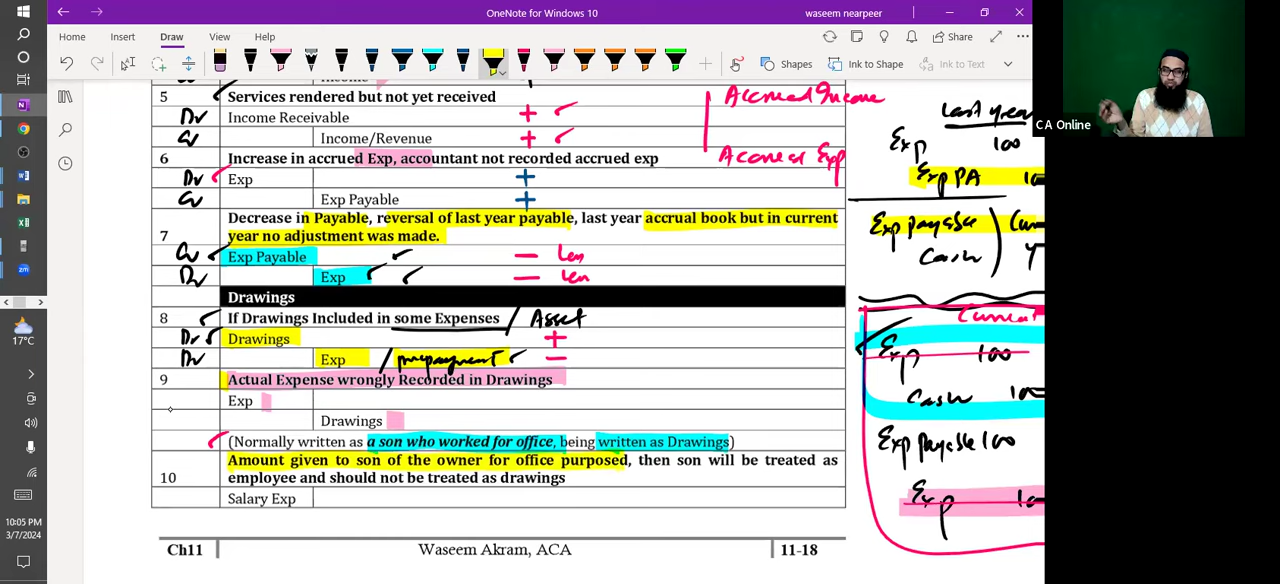 OneNote for Windows 10
waseem nearpeer
Home Insert Draw View Help
Share
Shapes
Ink to Shape
Ink to Text
CA Online
5 Services rendered but not yet received
Dr Income Receivable +
Cr Income/Revenue +
Accrued Income
6 Increase in accrued Exp, accountant not recorded accrued exp
Accrued Exp
Dr Exp +
Cr Exp Payable +
7 Decrease in Payable, reversal of last year payable, last year accrual book but in current
year no adjustment was made.
Exp Payable –
Exp –
Drawings
8 If Drawings Included in some Expenses / Asset
Dr Drawings +
Exp / prepayment –
9 Actual Expense wrongly Recorded in Drawings
Exp
Drawings
(Normally written as a son who worked for office, being written as Drawings)
10 Amount given to son of the owner for office purposed, then son will be treated as
employee and should not be treated as drawings
Salary Exp
Ch11 Waseem Akram, ACA 11-18
Last year
Exp 100
Exp PA
Exp payable
Cash
Exp 100
Cash
Exp payable 100
Exp
17°C
10:05 PM
3/7/2024